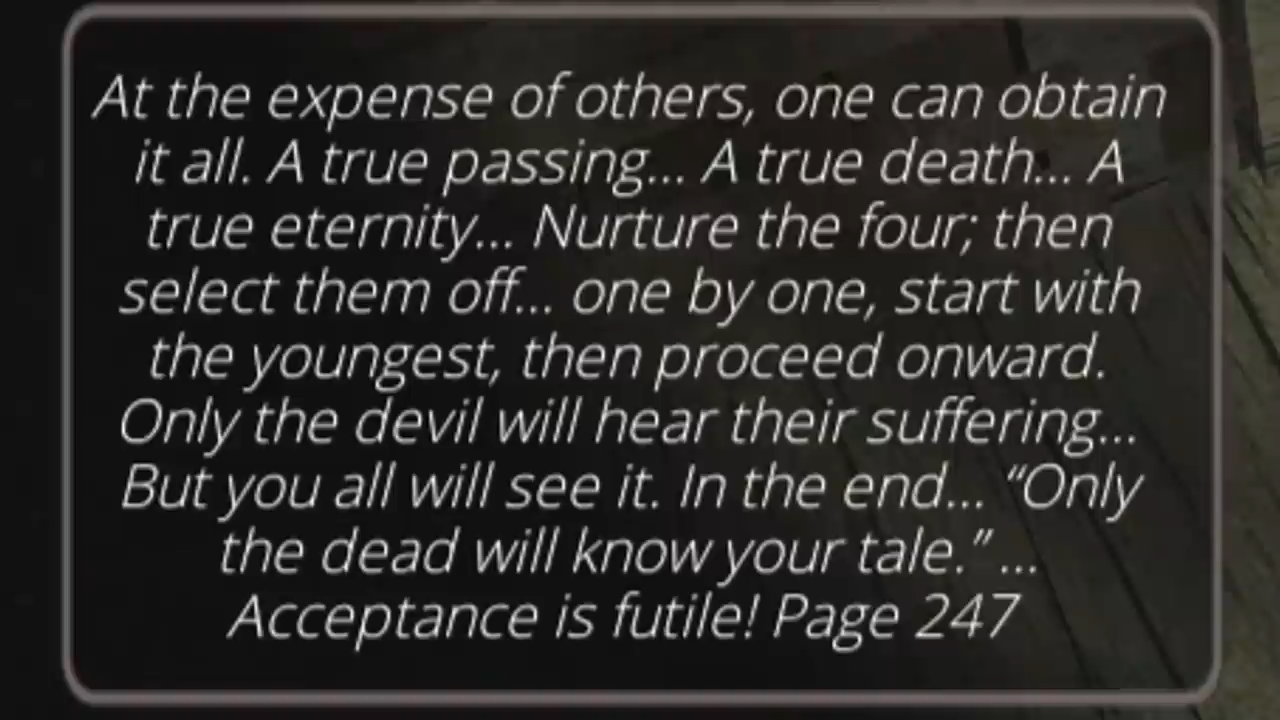 At the expense of others, one can obtain
it all. A true passing... A true death... A
true eternity... Nurture the four; then
select them off... one by one, start with
the youngest, then proceed onward.
Only the devil will hear their suffering...
But you all will see it. In the end... “Only
the dead will know your tale.” ...
Acceptance is futile! Page 247